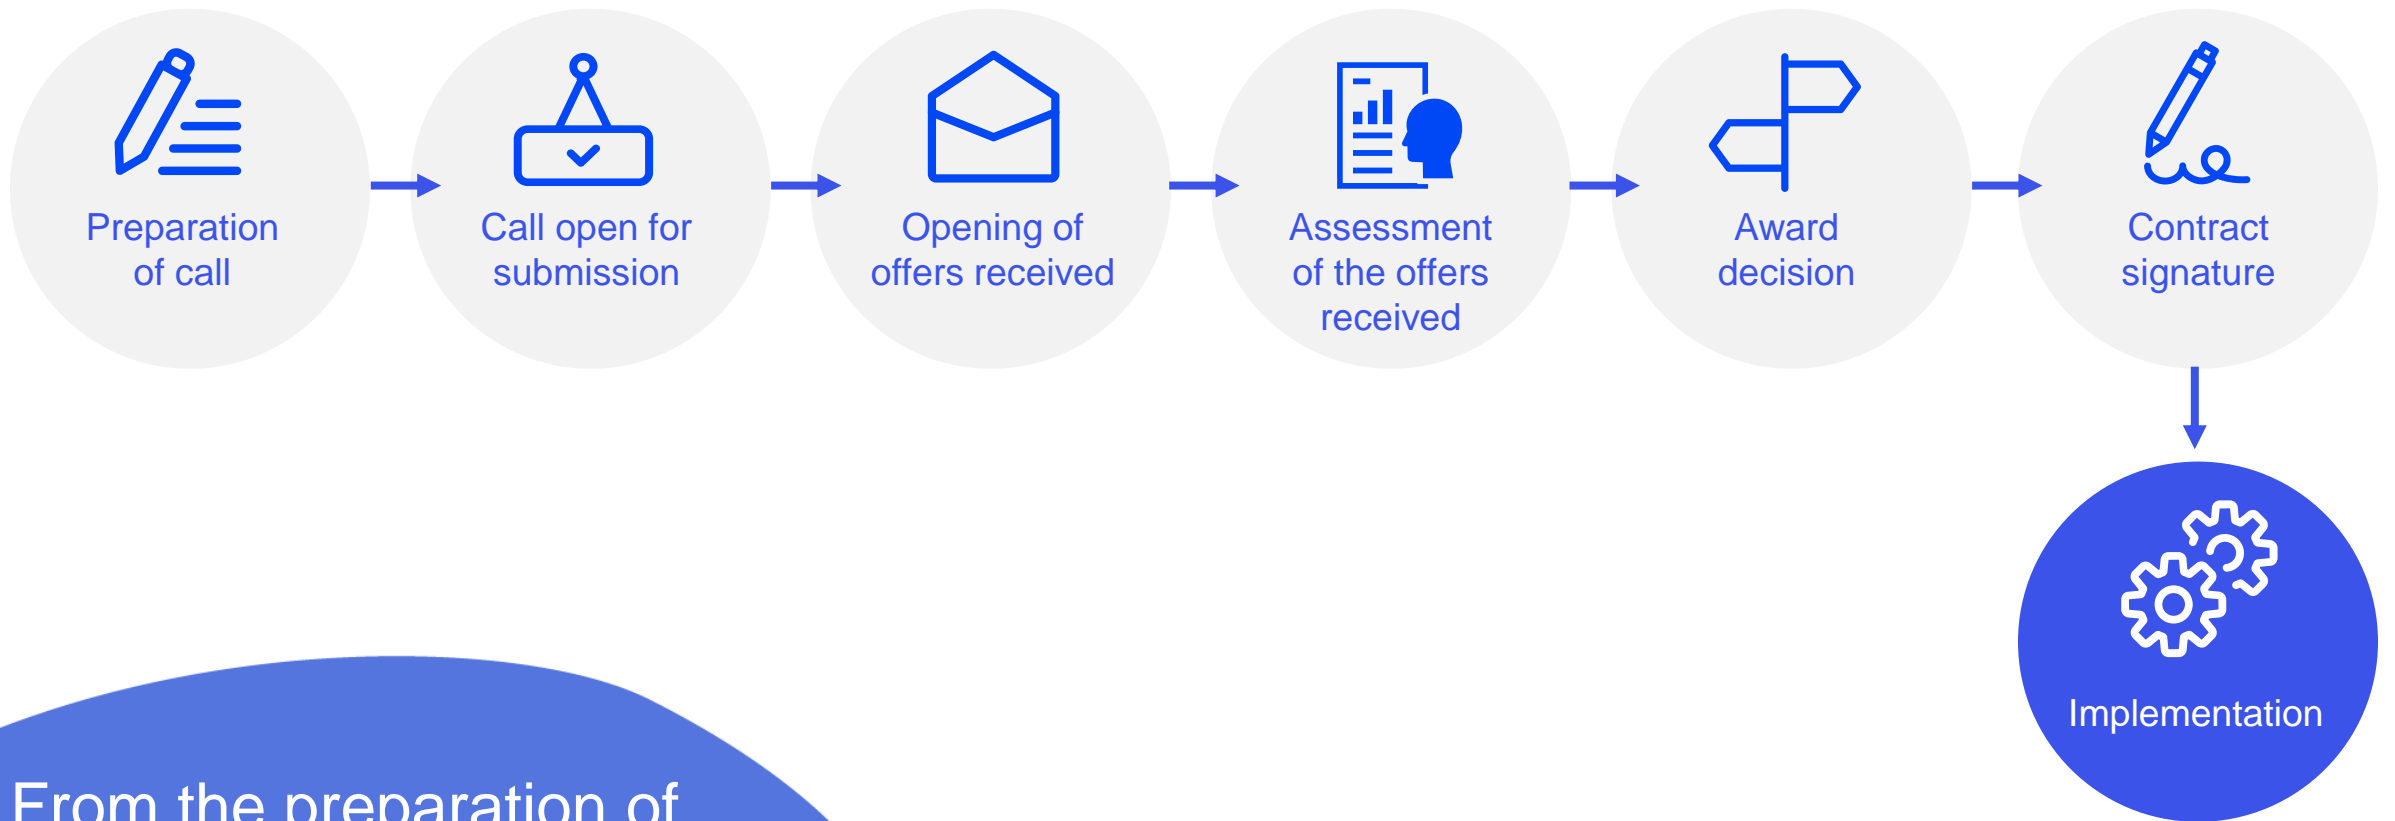 Preparation
of call
Call open for
submission
Opening of
offers received
Assessment
of the offers
received
Award
decision
Contract
signature
Implementation
From the preparation of